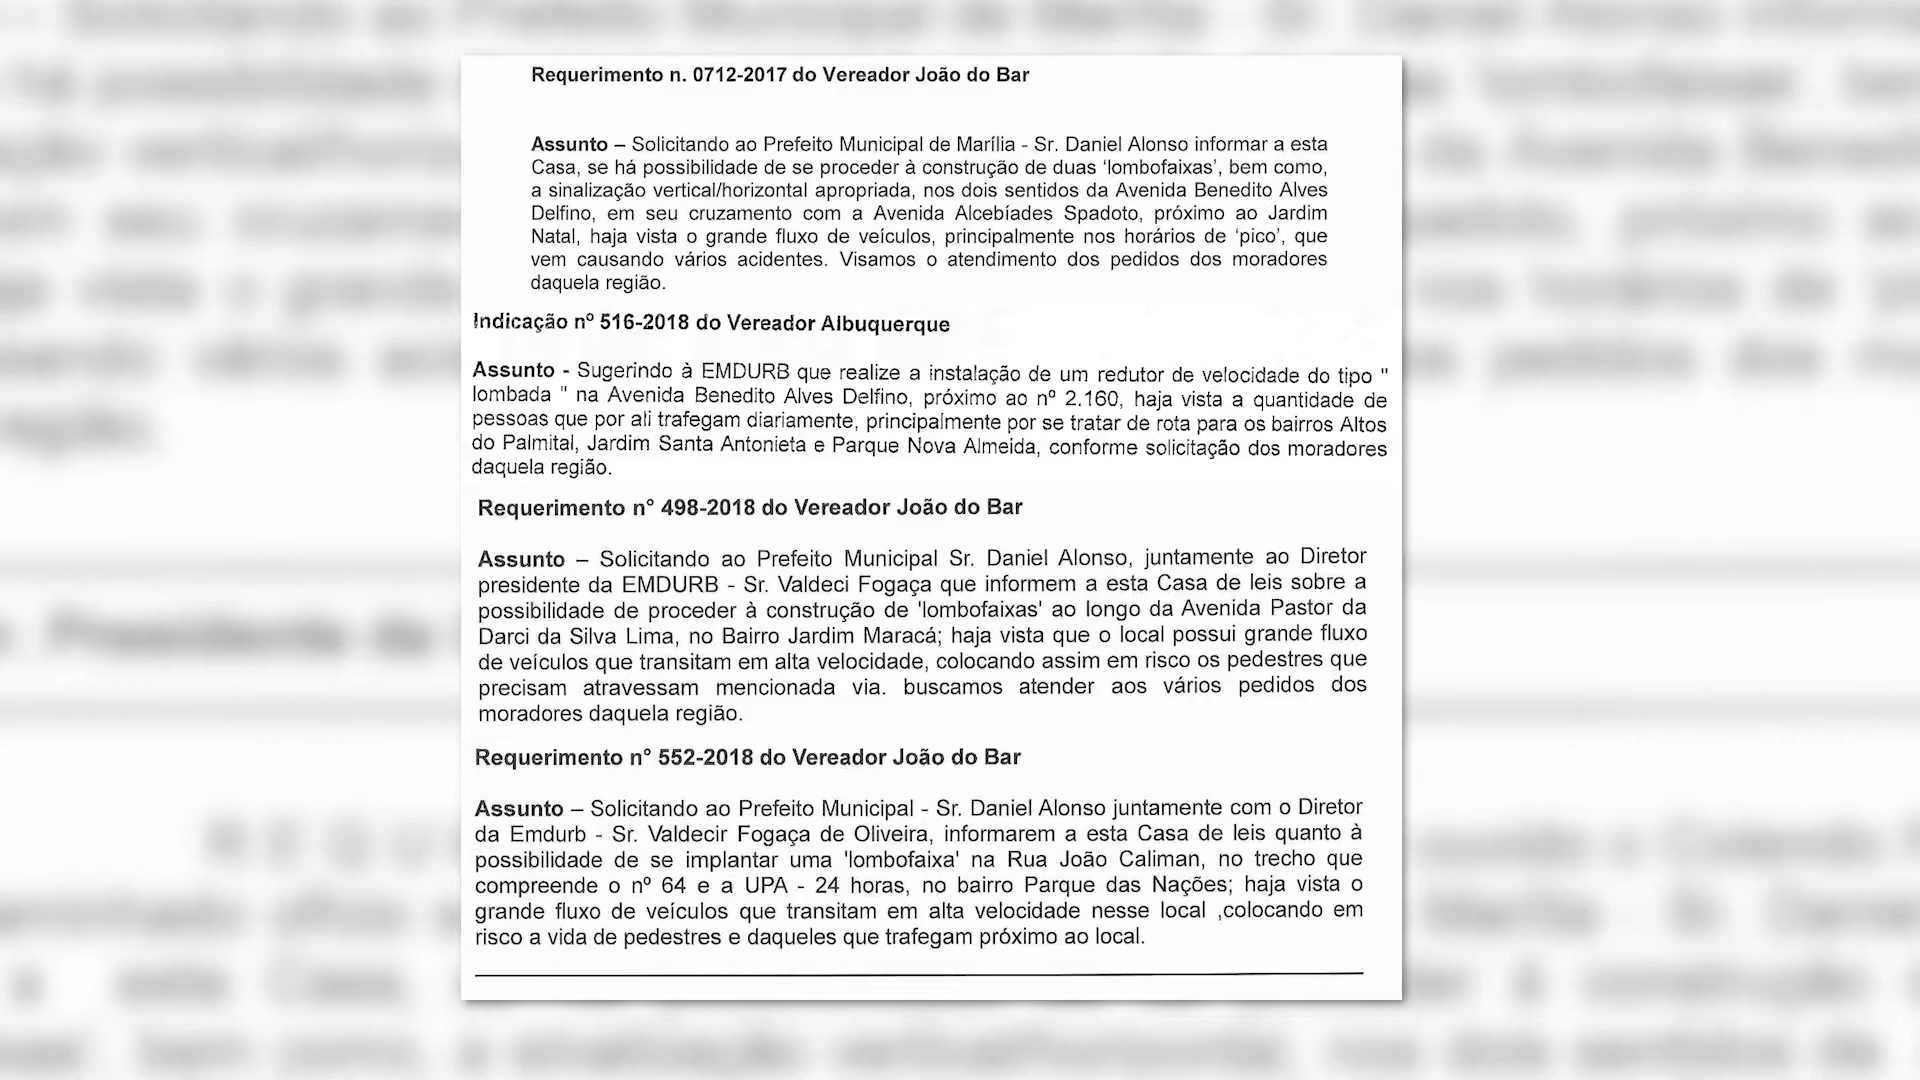 Requerimento n. 0712-2017 do Vereador João do Bar
Assunto – Solicitando ao Prefeito Municipal de Marília - Sr. Daniel Alonso informar a esta
Casa, se há possibilidade de se proceder à construção de duas 'lombofaixas', bem como,
a sinalização vertical/horizontal apropriada, nos dois sentidos da Avenida Benedito Alves
Delfino, em seu cruzamento com a Avenida Alcebíades Spadoto, próximo ao Jardim
Natal, haja vista o grande fluxo de veículos, principalmente nos horários de 'pico', que
vem causando vários acidentes. Visamos o atendimento dos pedidos dos moradores
daquela região.
Indicação nº 516-2018 do Vereador Albuquerque
Assunto - Sugerindo à EMDURB que realize a instalação de um redutor de velocidade do tipo "
lombada " na Avenida Benedito Alves Delfino, próximo ao nº 2.160, haja vista a quantidade de
pessoas que por ali trafegam diariamente, principalmente por se tratar de rota para os bairros Altos
do Palmital, Jardim Santa Antonieta e Parque Nova Almeida, conforme solicitação dos moradores
daquela região.
Requerimento n° 498-2018 do Vereador João do Bar
Assunto – Solicitando ao Prefeito Municipal Sr. Daniel Alonso, juntamente ao Diretor
presidente da EMDURB - Sr. Valdeci Fogaça que informem a esta Casa de leis sobre a
possibilidade de proceder à construção de 'lombofaixas' ao longo da Avenida Pastor da
Darci da Silva Lima, no Bairro Jardim Maracá; haja vista que o local possui grande fluxo
de veículos que transitam em alta velocidade, colocando assim em risco os pedestres que
precisam atravessam mencionada via. buscamos atender aos vários pedidos dos
moradores daquela região.
Requerimento n° 552-2018 do Vereador João do Bar
Assunto – Solicitando ao Prefeito Municipal - Sr. Daniel Alonso juntamente com o Diretor
da Emdurb - Sr. Valdecir Fogaça de Oliveira, informarem a esta Casa de leis quanto à
possibilidade de se implantar uma 'lombofaixa' na Rua João Caliman, no trecho que
compreende o nº 64 e a UPA - 24 horas, no bairro Parque das Nações; haja vista o
grande fluxo de veículos que transitam em alta velocidade nesse local ,colocando em
risco a vida de pedestres e daqueles que trafegam próximo ao local.